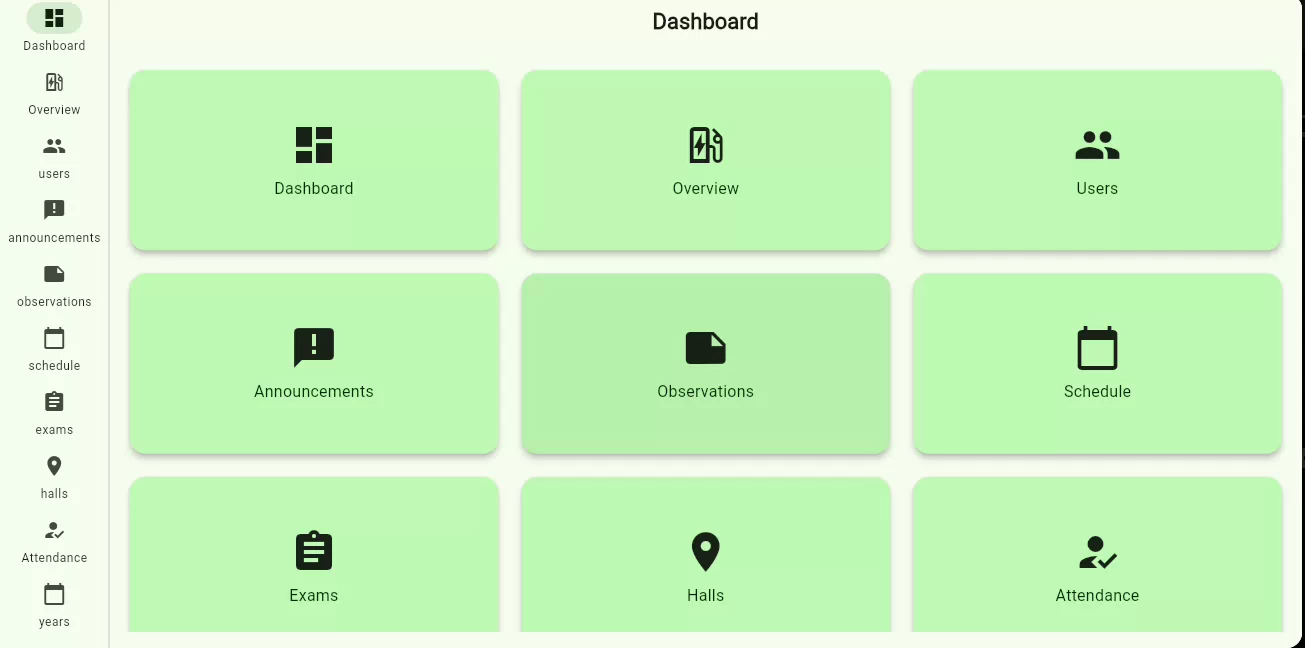 Dashboard
Overview
users
announcements
observations
schedule
exams
halls
Attendance
years
Dashboard
Dashboard
Overview
Users
Announcements
Observations
Schedule
Exams
Halls
Attendance